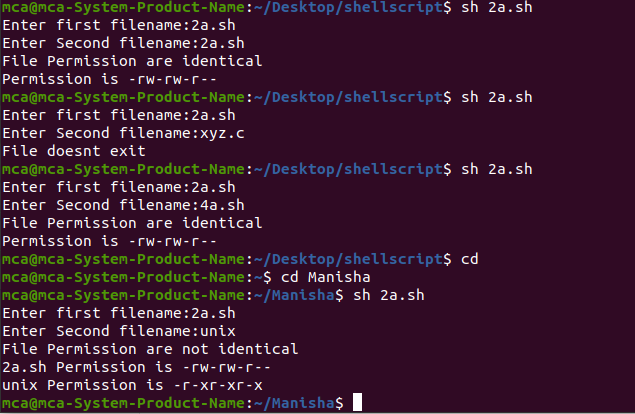 mca@mca-System-Product-Name:~/Desktop/shellscript$ sh 2a.sh
Enter first filename:2a.sh
Enter Second filename:2a.sh
File Permission are identical
Permission is -rw-rw-r--
mca@mca-System-Product-Name:~/Desktop/shellscript$ sh 2a.sh
Enter first filename:2a.sh
Enter Second filename:xyz.c
File doesnt exit
mca@mca-System-Product-Name:~/Desktop/shellscript$ sh 2a.sh
Enter first filename:2a.sh
Enter Second filename:4a.sh
File Permission are identical
Permission is -rw-rw-r--
mca@mca-System-Product-Name:~/Desktop/shellscript$ cd
mca@mca-System-Product-Name:~$ cd Manisha
mca@mca-System-Product-Name:~/Manisha$ sh 2a.sh
Enter first filename:2a.sh
Enter Second filename:unix
File Permission are not identical
2a.sh Permission is -rw-rw-r--
unix Permission is -r-xr-xr-x
mca@mca-System-Product-Name:~/Manisha$